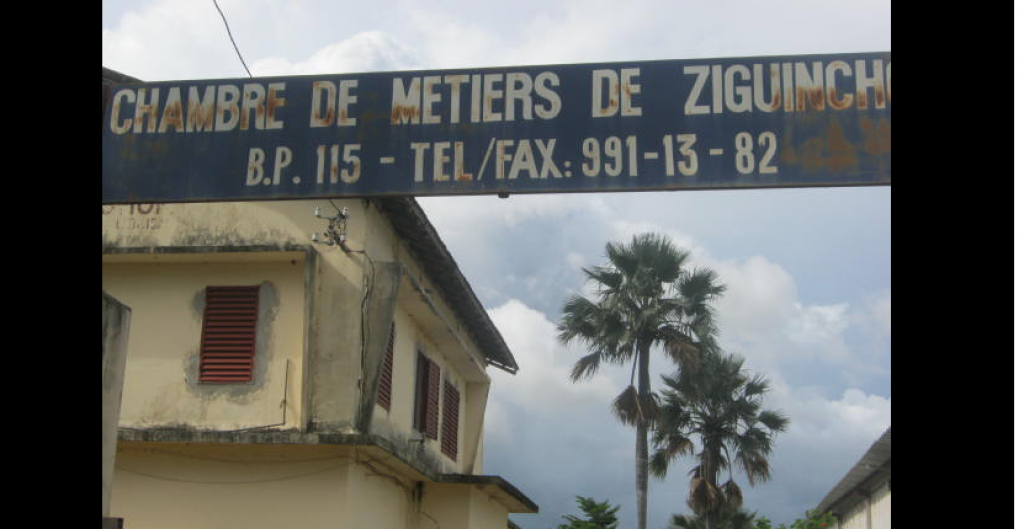 CHAMBRE DE METIERS DE ZIGUINCHO
B.P. 115 - TEL/FAX: 991-13-82